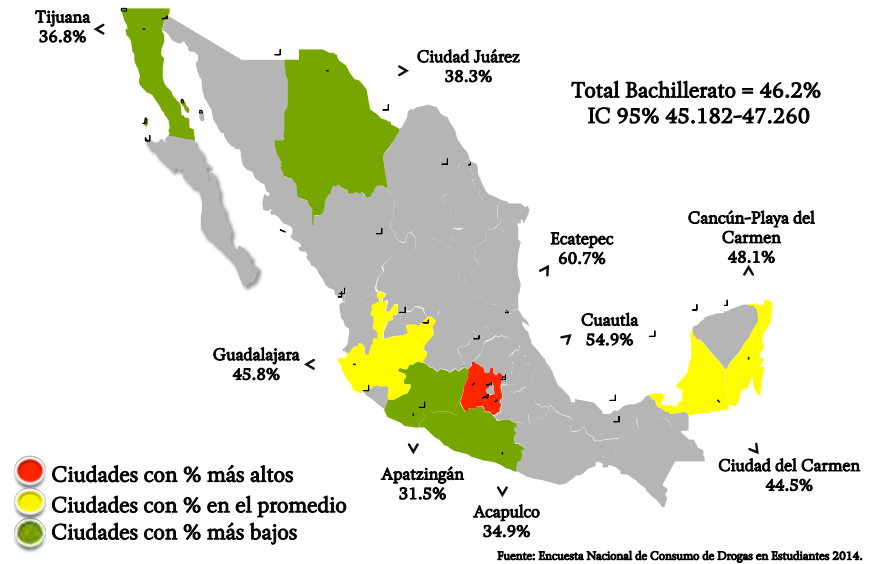 Tijuana
36.8%
Ciudad Juárez
38.3%
Total Bachillerato = 46.2%
IC 95% 45.182-47.260
Cancún-Playa del
Carmen
48.1%
Ecatepec
60.7%
Cuautla
54.9%
Guadalajara
45.8%
Ciudades con % más altos
Ciudades con % en el promedio
Ciudades con % más bajos
Apatzingán
31.5%
Acapulco
34.9%
Ciudad del Carmen
44.5%
Fuente: Encuesta Nacional de Consumo de Drogas en Estudiantes 2014.